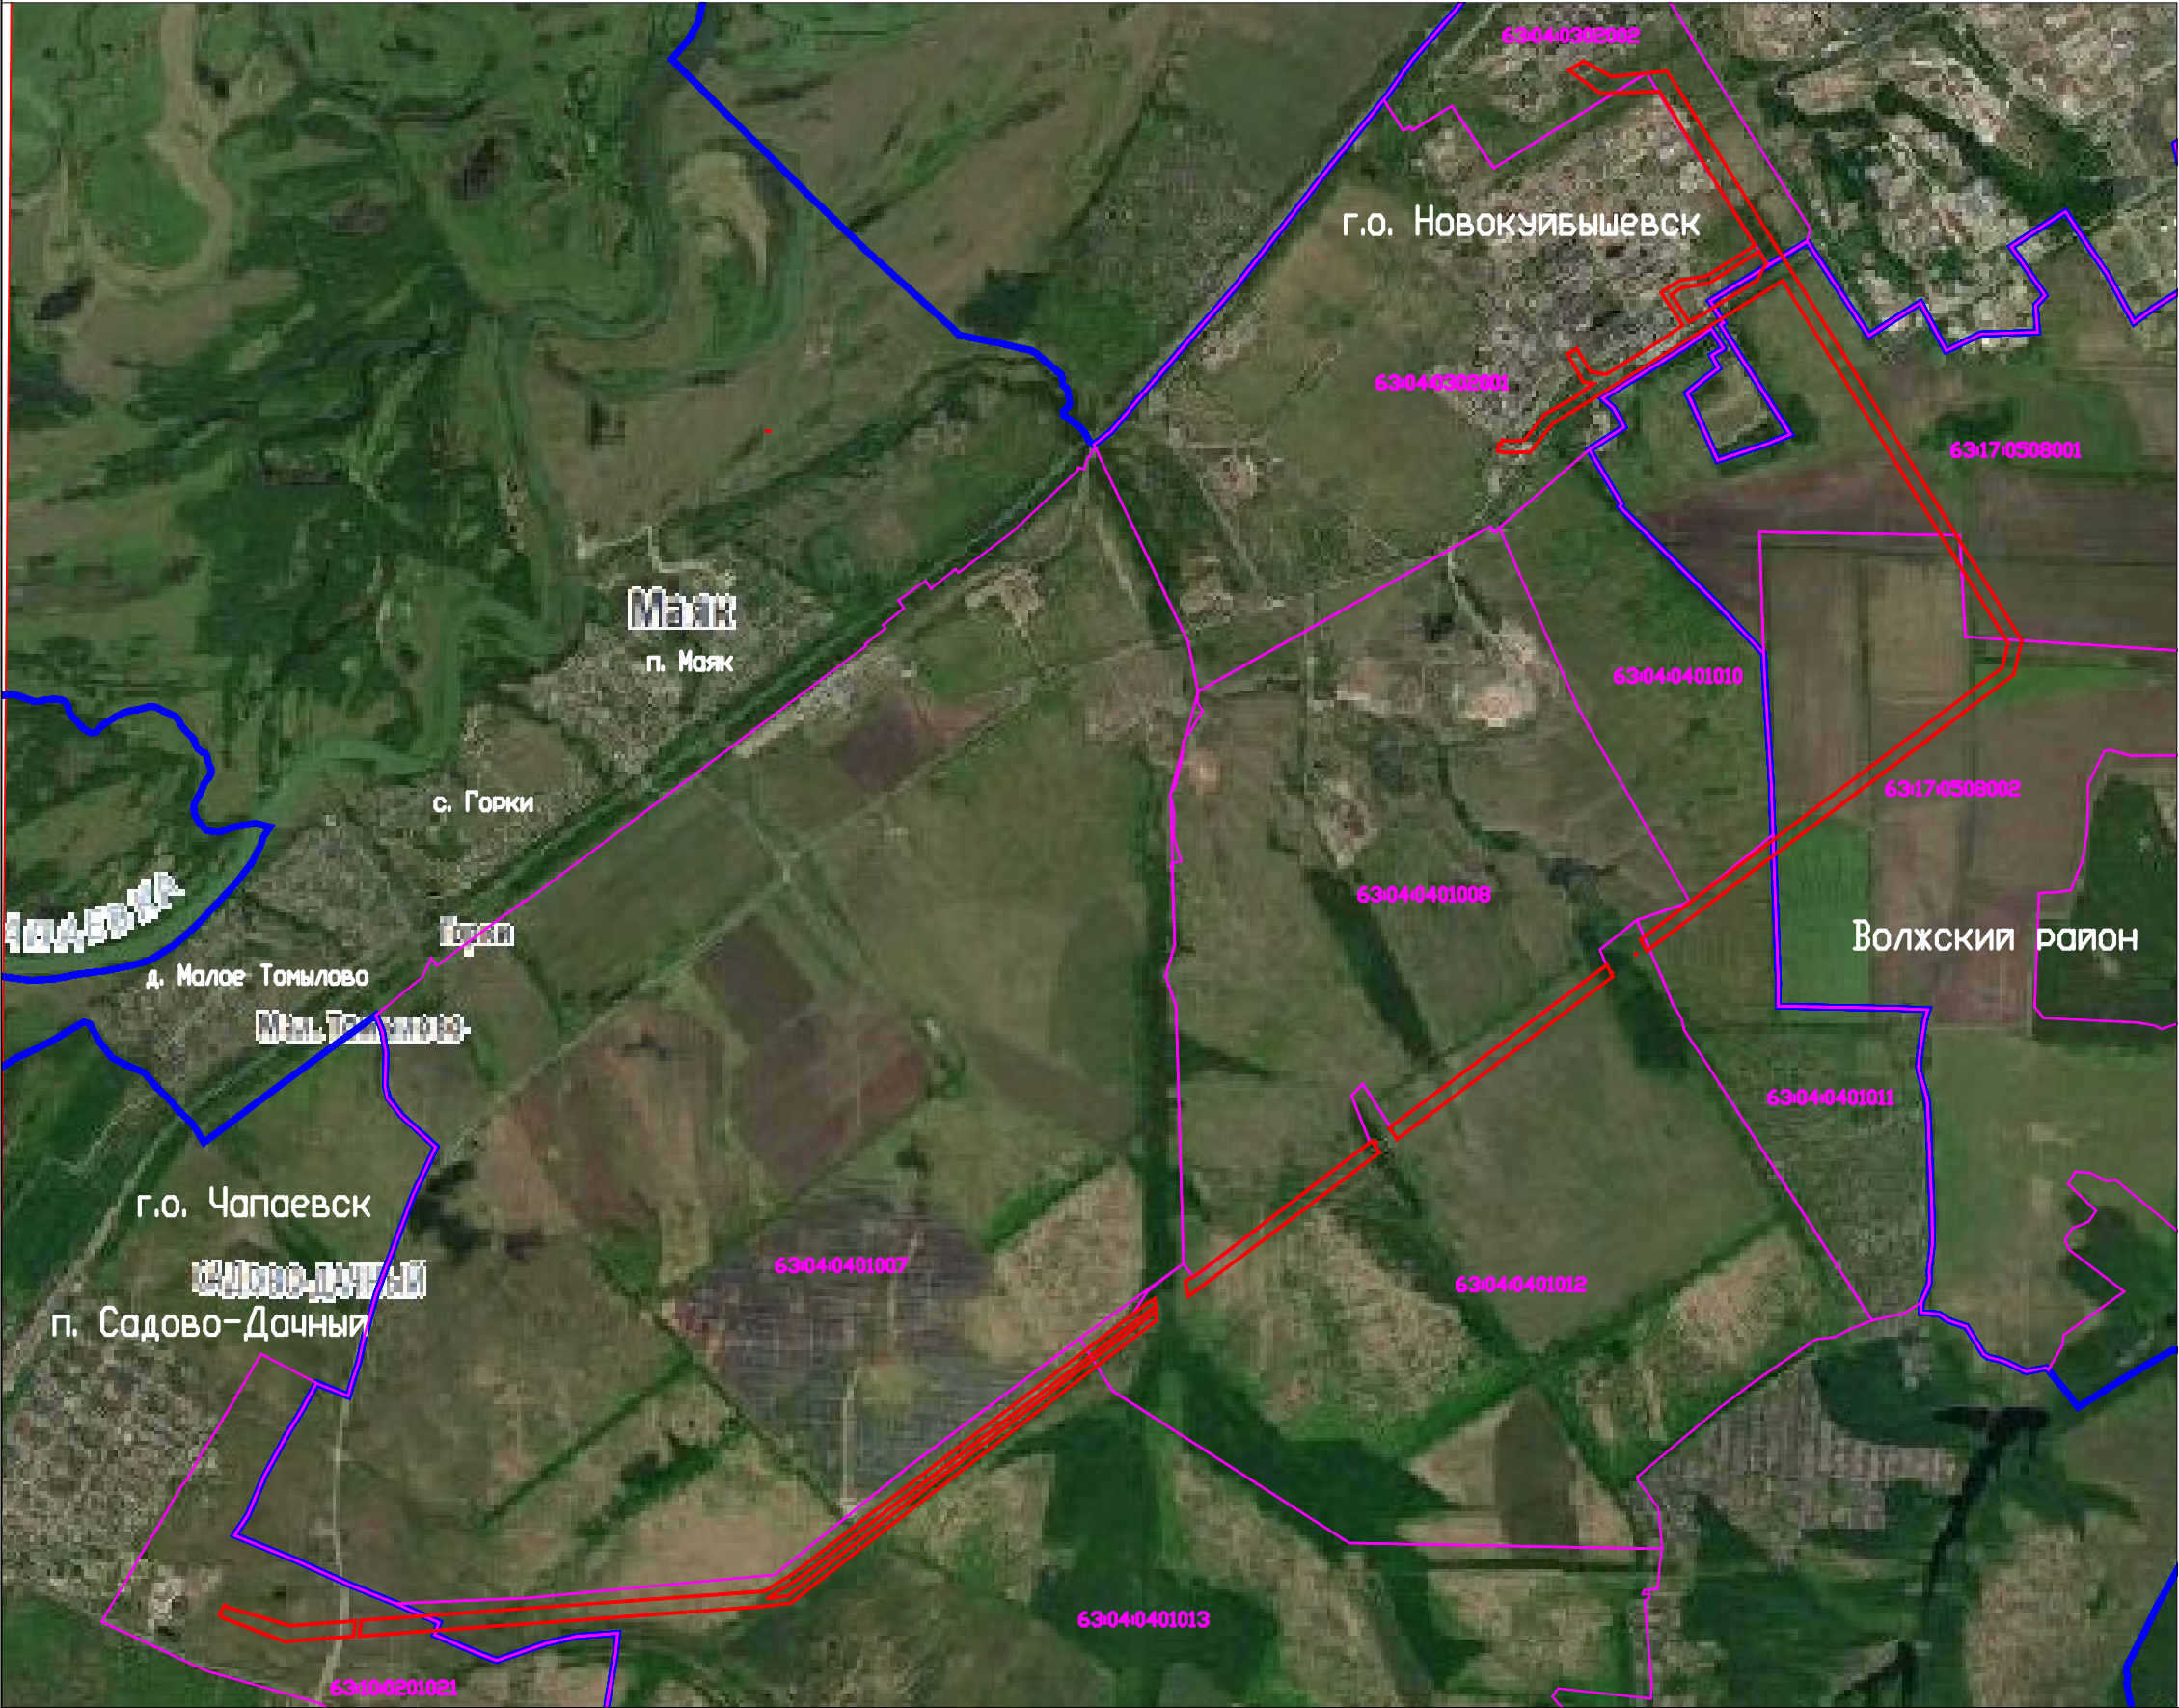 63:04:0302002
г.о. Новокуйбышевск
63:04:0302001
63:17:0508001
Маяк
п. Маяк
63:04:0401010
63:17:0508002
с. Горки
63:04:0401008
Волжский район
д. Малое Томылово
63:04:0401011
г.о. Чапаевск
63:04:0401007
САДОВО-ДАЧНЫЙ
63:04:0401012
п. Садово-Дачный
63:04:0401013
63:10:0201021